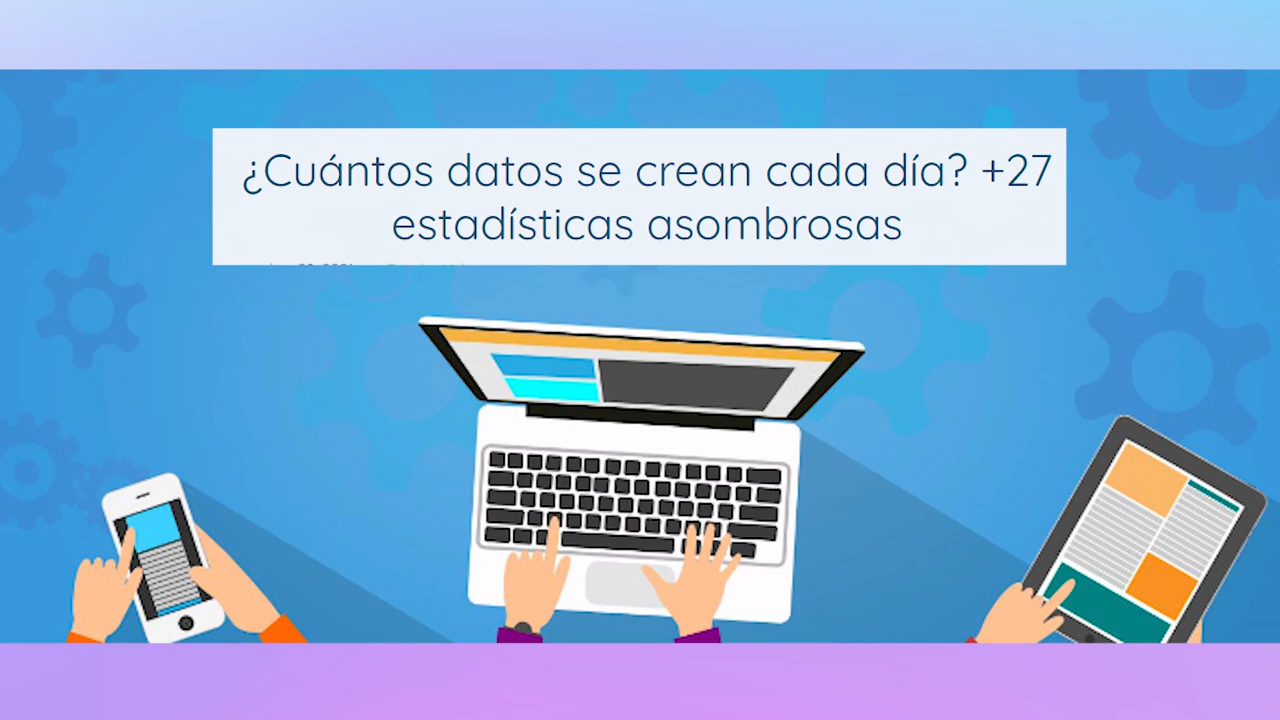 ¿Cuántos datos se crean cada día? +27
estadísticas asombrosas